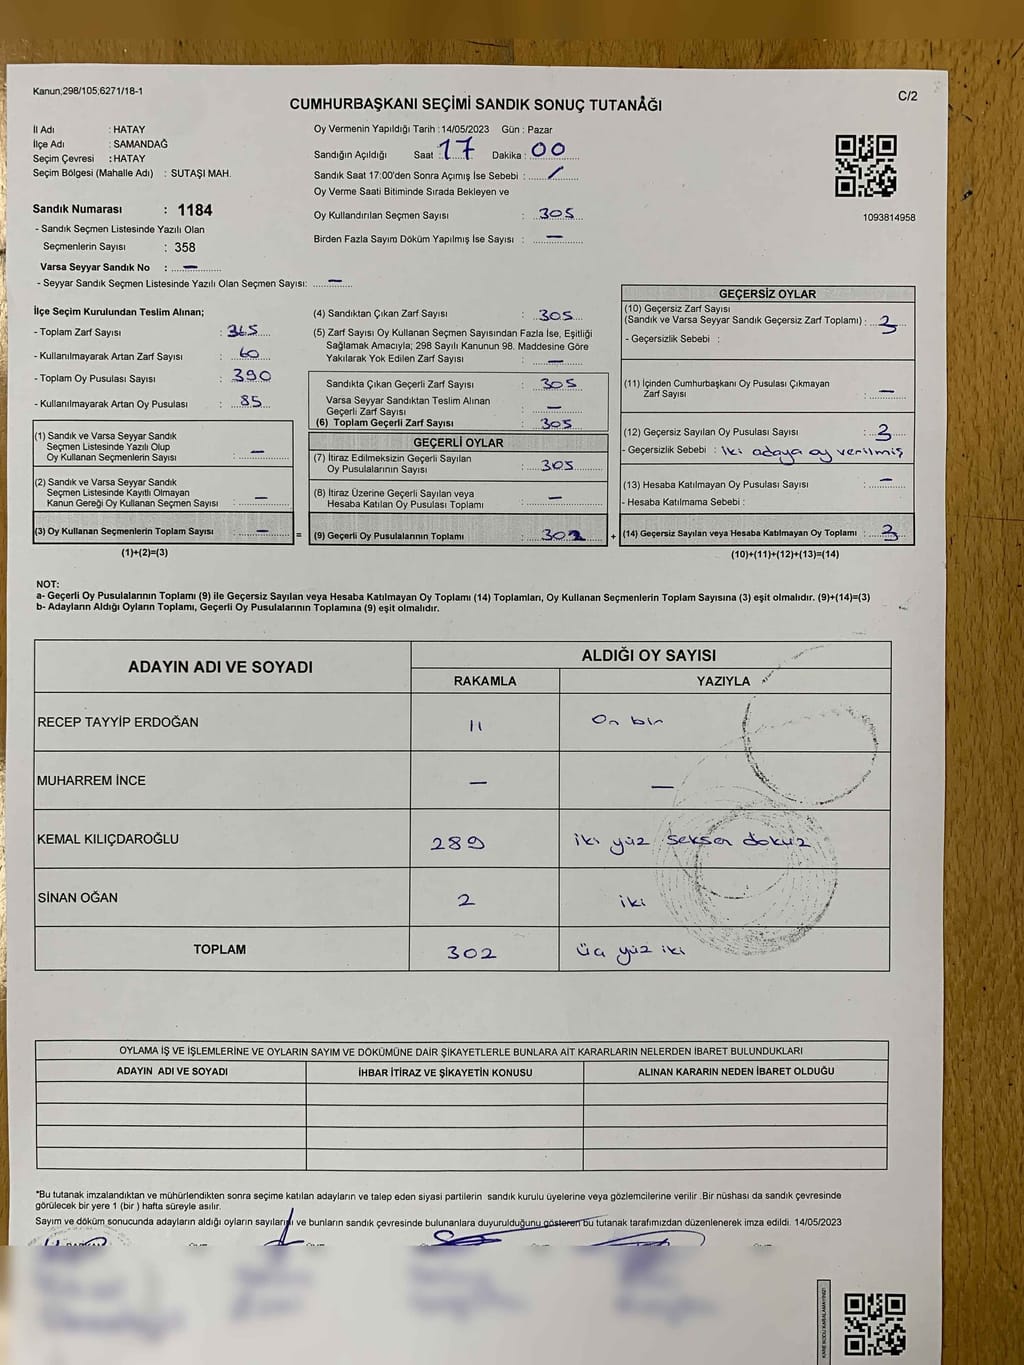 Kanun;298/105;6271/18-1
C/2
CUMHURBAŞKANI SEÇİMİ SANDIK SONUÇ TUTANAĞI
İl Adı : HATAY
İlçe Adı : SAMANDAĞ
Seçim Çevresi : HATAY
Seçim Bölgesi (Mahalle Adı) : SUTAŞI MAH.
Sandık Numarası : 1184
- Sandık Seçmen Listesinde Yazılı Olan
Seçmenlerin Sayısı : 358
Varsa Seyyar Sandık No : —
- Seyyar Sandık Seçmen Listesinde Yazılı Olan Seçmen Sayısı: —
Oy Vermenin Yapıldığı Tarih :14/05/2023 Gün : Pazar
Sandığın Açıldığı Saat : 17 Dakika : 00
Sandık Saat 17:00'den Sonra Açımış İse Sebebi : /
Oy Verme Saati Bitiminde Sırada Bekleyen ve
Oy Kullandırılan Seçmen Sayısı : 305
Birden Fazla Sayım Döküm Yapılmış İse Sayısı : —
1093814958
İlçe Seçim Kurulundan Teslim Alınan;
- Toplam Zarf Sayısı : 365
- Kullanılmayarak Artan Zarf Sayısı : 60
- Toplam Oy Pusulası Sayısı : 390
- Kullanılmayarak Artan Oy Pusulası : 85
(1) Sandık ve Varsa Seyyar Sandık
Seçmen Listesinde Yazılı Olup
Oy Kullanan Seçmenlerin Sayısı : —
(2) Sandık ve Varsa Seyyar Sandık
Seçmen Listesinde Kayıtlı Olmayan
Kanun Gereği Oy Kullanan Seçmen Sayısı : —
(3) Oy Kullanan Seçmenlerin Toplam Sayısı : —
(1)+(2)=(3)
(4) Sandıktan Çıkan Zarf Sayısı : 305
(5) Zarf Sayısı Oy Kullanan Seçmen Sayısından Fazla İse, Eşitliği
Sağlamak Amacıyla; 298 Sayılı Kanunun 98. Maddesine Göre
Yakılarak Yok Edilen Zarf Sayısı : —
Sandıkta Çıkan Geçerli Zarf Sayısı : 305
Varsa Seyyar Sandıktan Teslim Alınan
Geçerli Zarf Sayısı : —
(6) Toplam Geçerli Zarf Sayısı : 305
GEÇERLİ OYLAR
(7) İtiraz Edilmeksizin Geçerli Sayılan
Oy Pusulalarının Sayısı : 305
(8) İtiraz Üzerine Geçerli Sayılan veya
Hesaba Katılan Oy Pusulası Toplamı : —
= (9) Geçerli Oy Pusulalarının Toplamı : 302 +
GEÇERSİZ OYLAR
(10) Geçersiz Zarf Sayısı
(Sandık ve Varsa Seyyar Sandık Geçersiz Zarf Toplamı) : 3
- Geçersizlik Sebebi :
(11) İçinden Cumhurbaşkanı Oy Pusulası Çıkmayan
Zarf Sayısı : —
(12) Geçersiz Sayılan Oy Pusulası Sayısı : 3
- Geçersizlik Sebebi : iki adaya oy verilmiş
(13) Hesaba Katılmayan Oy Pusulası Sayısı : —
- Hesaba Katılmama Sebebi :
(14) Geçersiz Sayılan veya Hesaba Katılmayan Oy Toplamı : 3
(10)+(11)+(12)+(13)=(14)
NOT:
a- Geçerli Oy Pusulalarının Toplamı (9) ile Geçersiz Sayılan veya Hesaba Katılmayan Oy Toplamı (14) Toplamları, Oy Kullanan Seçmenlerin Toplam Sayısına (3) eşit olmalıdır. (9)+(14)=(3)
b- Adayların Aldığı Oyların Toplamı, Geçerli Oy Pusulalarının Toplamına (9) eşit olmalıdır.
ADAYIN ADI VE SOYADI
ALDIĞI OY SAYISI
RAKAMLA YAZIYLA
RECEP TAYYİP ERDOĞAN 11 On bir
MUHARREM İNCE — —
KEMAL KILIÇDAROĞLU 289 iki yüz seksen dokuz
SİNAN OĞAN 2 iki
TOPLAM 302 üç yüz iki
OYLAMA İŞ VE İŞLEMLERİNE VE OYLARIN SAYIM VE DÖKÜMÜNE DAİR ŞİKAYETLERLE BUNLARA AİT KARARLARIN NELERDEN İBARET BULUNDUKLARI
ADAYIN ADI VE SOYADI İHBAR İTİRAZ VE ŞİKAYETİN KONUSU ALINAN KARARIN NEDEN İBARET OLDUĞU
*Bu tutanak imzalandıktan ve mühürlendikten sonra seçime katılan adayların ve talep eden siyasi partilerin sandık kurulu üyelerine veya gözlemcilerine verilir .Bir nüshası da sandık çevresinde
görülecek bir yere 1 (bir ) hafta süreyle asılır.
Sayım ve döküm sonucunda adayların aldığı oyların sayılarını ve bunların sandık çevresinde bulunanlara duyurulduğunu gösteren bu tutanak tarafımızdan düzenlenerek imza edildi. 14/05/2023